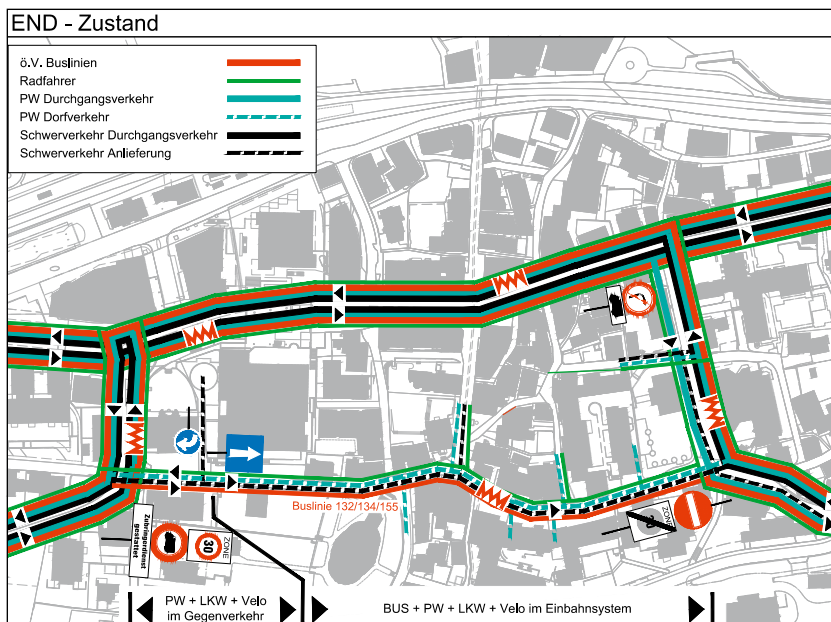 END - Zustand
ö.V. Buslinien
Radfahrer
PW Durchgangsverkehr
PW Dorfverkehr
Schwerverkehr Durchgangsverkehr
Schwerverkehr Anlieferung
Buslinie 132/134/155
Zubringerdienst
gestattet
30
ZONE
ZONE
PW + LKW + Velo
im Gegenverkehr
BUS + PW + LKW + Velo im Einbahnsystem